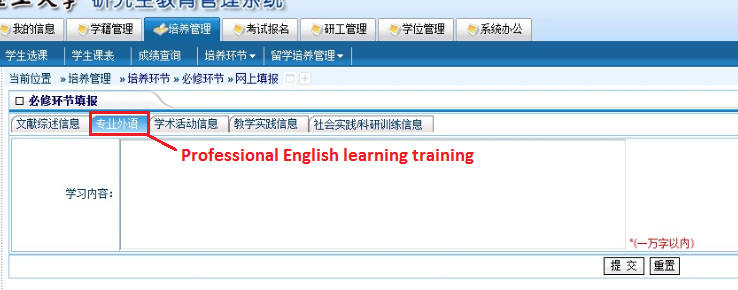 研究生教育管理系统
我的信息 学籍管理 培养管理 考试报名 研工管理 学位管理 系统办公
学生选课 学生课表 成绩查询 培养环节 留学培养管理
当前位置 »培养管理 »培养环节 »必修环节 »网上填报
必修环节填报
文献综述信息 专业外语 学术活动信息 教学实践信息 社会实践/科研训练信息
Professional English learning training
学习内容:
*(一万字以内)
提 交 重置